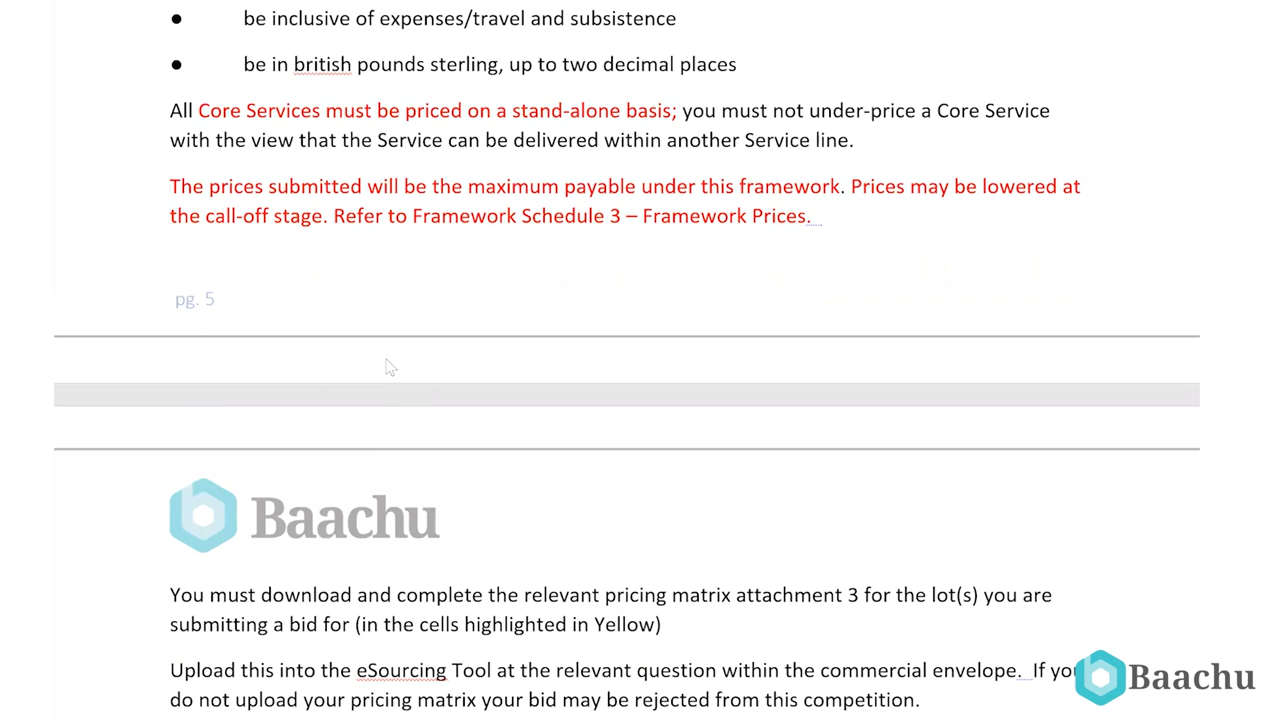 ● be inclusive of expenses/travel and subsistence
● be in british pounds sterling, up to two decimal places
All Core Services must be priced on a stand-alone basis; you must not under-price a Core Service
with the view that the Service can be delivered within another Service line.
The prices submitted will be the maximum payable under this framework. Prices may be lowered at
the call-off stage. Refer to Framework Schedule 3 – Framework Prices.
pg. 5
Baachu
You must download and complete the relevant pricing matrix attachment 3 for the lot(s) you are
submitting a bid for (in the cells highlighted in Yellow)
Upload this into the eSourcing Tool at the relevant question within the commercial envelope. If you
do not upload your pricing matrix your bid may be rejected from this competition.
Baachu